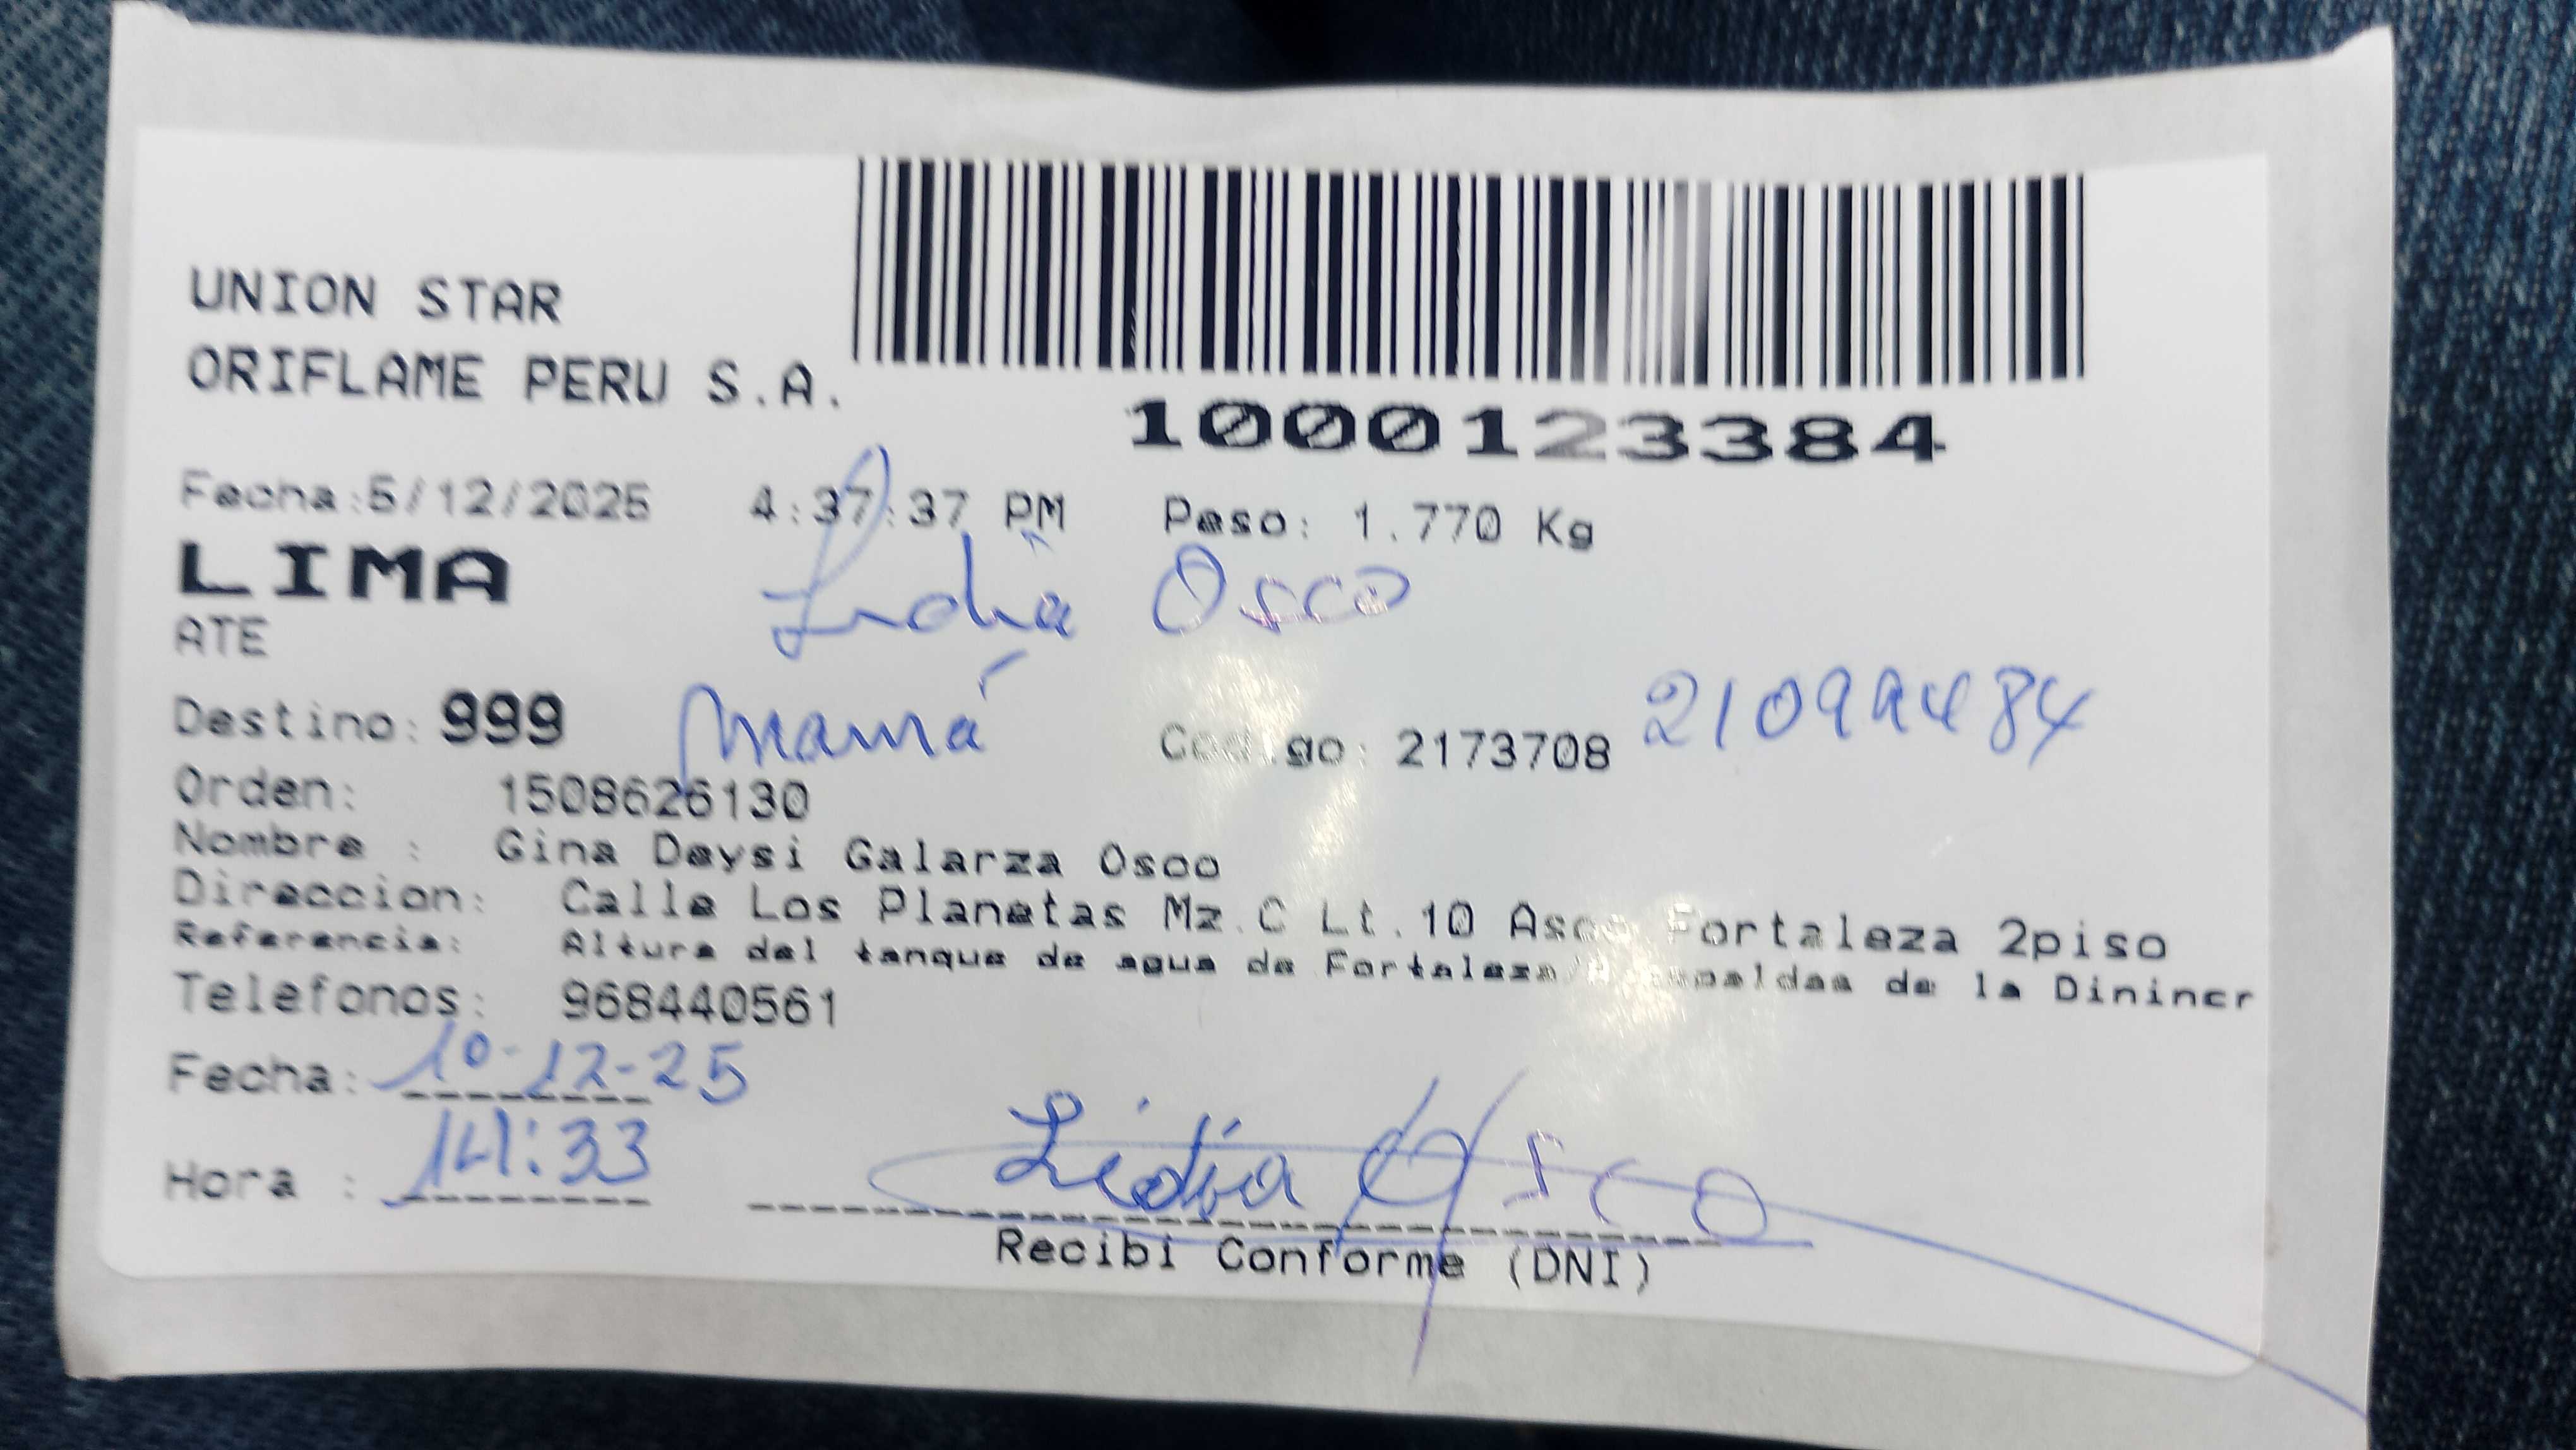 UNION STAR
ORIFLAME PERU S.A.
1000123384
Fecha:5/12/2025 4:37:37 PM Peso: 1.770 Kg
LIMA
Lidia Osco
ATE
Destino: 999 Mamá Codigo: 2173708
Orden: 1508626130
Nombre : Gina Deysi Galarza Osco
Direccion: Calle Los Planetas Mz.C Lt.10 Asoc Fortaleza 2piso
Referencia: Altura del tanque de agua de Fortaleza/ de la Dinincr
Telefonos: 968440561
Fecha: 10-12-25
Hora : 14:33
Lidia Osco
Recibi Conforme (DNI)